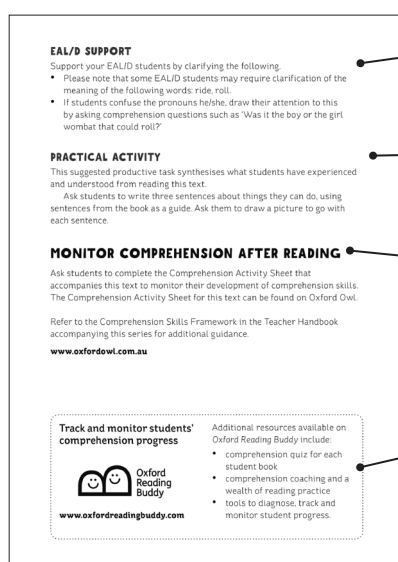 EAL/D SUPPORT
Support your EAL/D students by clarifying the following.
• Please note that some EAL/D students may require clarification of the
meaning of the following words: ride, roll.
• If students confuse the pronouns he/she, draw their attention to this
by asking comprehension questions such as 'Was it the boy or the girl
wombat that could roll?'
PRACTICAL ACTIVITY
This suggested productive task synthesises what students have experienced
and understood from reading this text.
Ask students to write three sentences about things they can do, using
sentences from the book as a guide. Ask them to draw a picture to go with
each sentence.
MONITOR COMPREHENSION AFTER READING
Ask students to complete the Comprehension Activity Sheet that
accompanies this text to monitor their development of comprehension skills.
The Comprehension Activity Sheet for this text can be found on Oxford Owl.
Refer to the Comprehension Skills Framework in the Teacher Handbook
accompanying this series for additional guidance.
www.oxfordowl.com.au
Track and monitor students'
comprehension progress
Oxford
Reading
Buddy
www.oxfordreadingbuddy.com
Additional resources available on
Oxford Reading Buddy include:
• comprehension quiz for each
student book
• comprehension coaching and a
wealth of reading practice
• tools to diagnose, track and
monitor student progress.